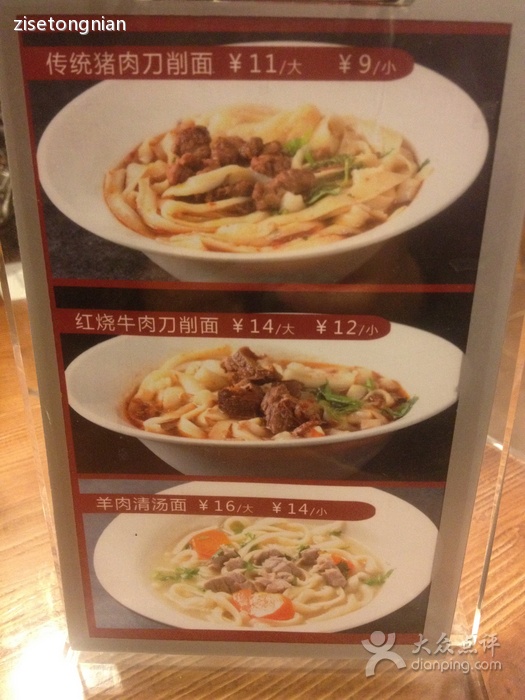 zisetongnian
传统猪肉刀削面 ¥11/大 ¥9/小
红烧牛肉刀削面 ¥14/大 ¥12/小
羊肉清汤面 ¥16/大 ¥14/小
大众点评
dianping.com